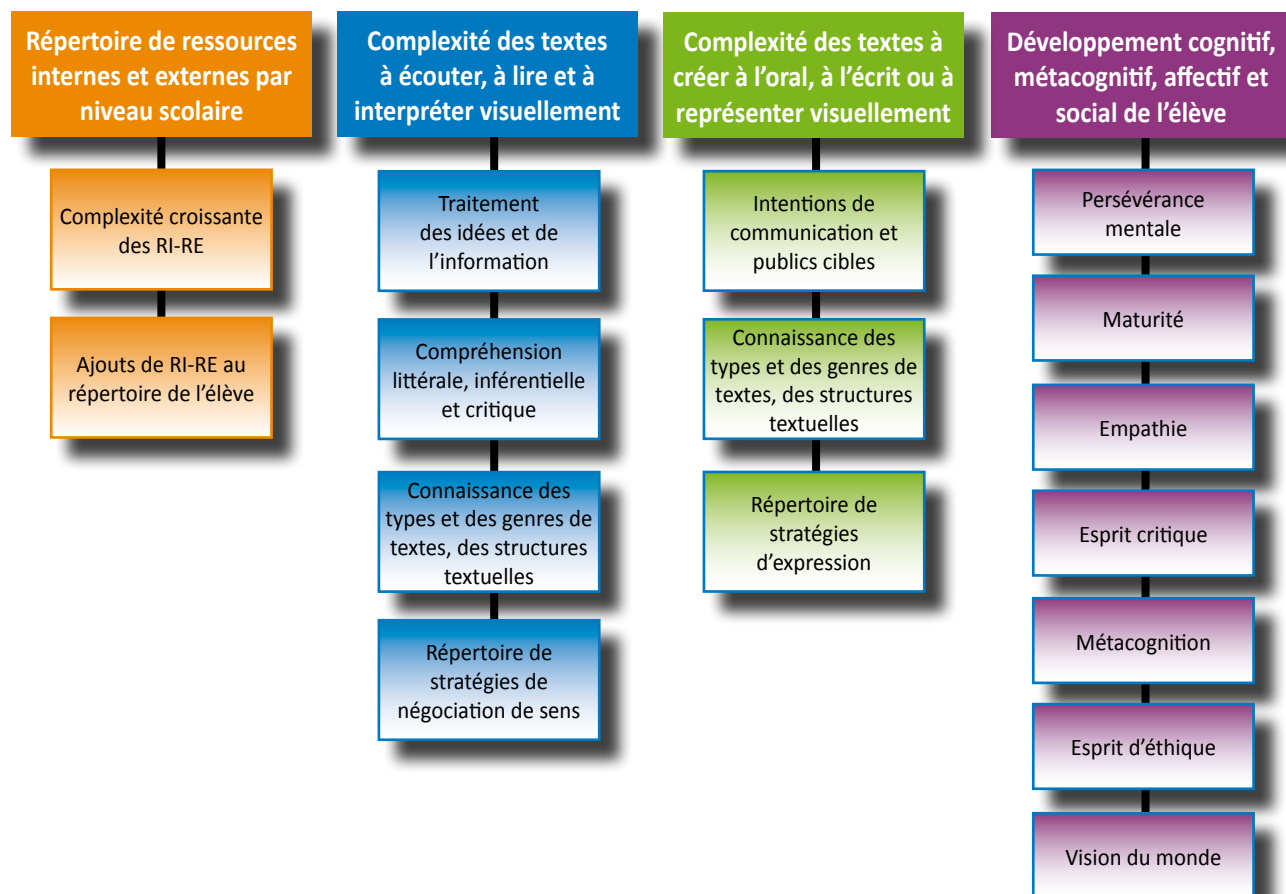 Répertoire de ressources
internes et externes par
niveau scolaire
Complexité croissante
des RI-RE
Ajouts de RI-RE au
répertoire de l’élève
Complexité des textes
à écouter, à lire et à
interpréter visuellement
Traitement
des idées et de
l’information
Compréhension
littérale, inférentielle
et critique
Connaissance des
types et des genres de
textes, des structures
textuelles
Répertoire de
stratégies de
négociation de sens
Complexité des textes à
créer à l’oral, à l’écrit ou à
représenter visuellement
Intentions de
communication et
publics cibles
Connaissance des
types et des genres de
textes, des structures
textuelles
Répertoire de
stratégies
d’expression
Développement cognitif,
métacognitif, affectif et
social de l’élève
Persévérance
mentale
Maturité
Empathie
Esprit critique
Métacognition
Esprit d’éthique
Vision du monde